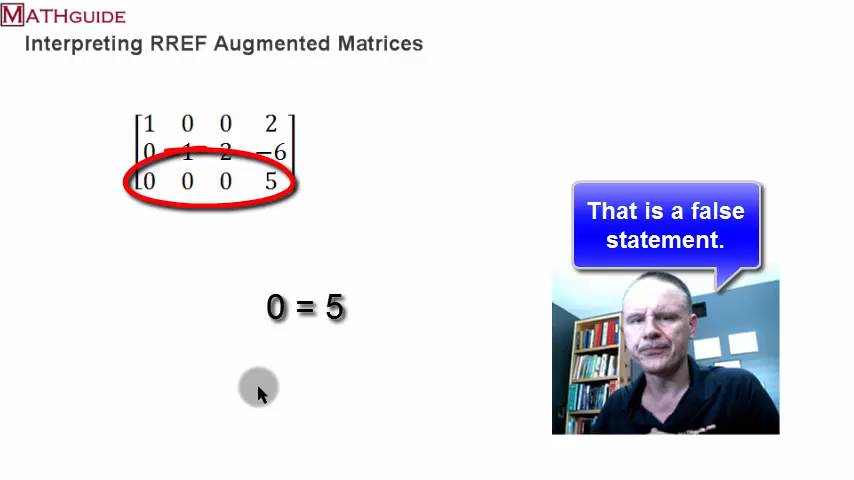 MATHGUIDE
Interpreting RREF Augmented Matrices
1 0 0 2
0 1 2 -6
0 0 0 5
That is a false
statement.
0 = 5